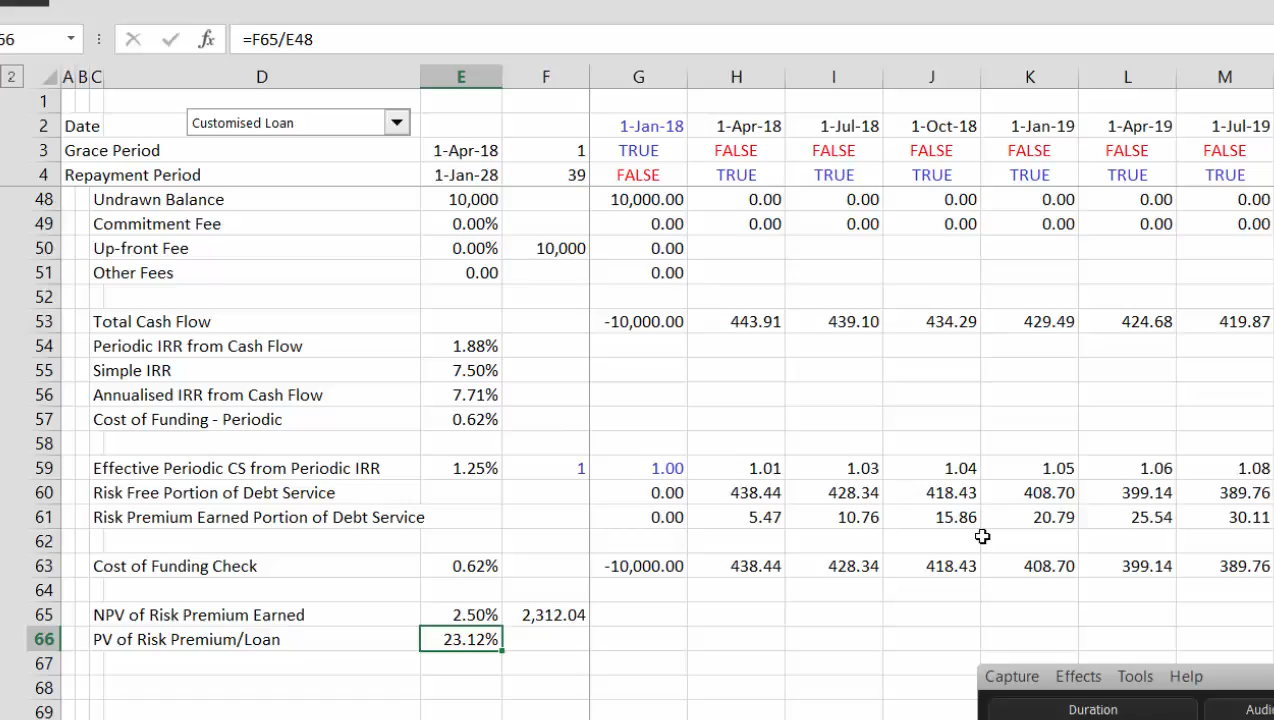 66 fx =F65/E48
2 A B C D E F G H I J K L M
1
2 Date Customised Loan 1-Jan-18 1-Apr-18 1-Jul-18 1-Oct-18 1-Jan-19 1-Apr-19 1-Jul-19
3 Grace Period 1-Apr-18 1 TRUE FALSE FALSE FALSE FALSE FALSE FALSE
4 Repayment Period 1-Jan-28 39 FALSE TRUE TRUE TRUE TRUE TRUE TRUE
48 Undrawn Balance 10,000 10,000.00 0.00 0.00 0.00 0.00 0.00 0.00
49 Commitment Fee 0.00% 0.00 0.00 0.00 0.00 0.00 0.00 0.00
50 Up-front Fee 0.00% 10,000 0.00
51 Other Fees 0.00 0.00
52
53 Total Cash Flow -10,000.00 443.91 439.10 434.29 429.49 424.68 419.87
54 Periodic IRR from Cash Flow 1.88%
55 Simple IRR 7.50%
56 Annualised IRR from Cash Flow 7.71%
57 Cost of Funding - Periodic 0.62%
58
59 Effective Periodic CS from Periodic IRR 1.25% 1 1.00 1.01 1.03 1.04 1.05 1.06 1.08
60 Risk Free Portion of Debt Service 0.00 438.44 428.34 418.43 408.70 399.14 389.76
61 Risk Premium Earned Portion of Debt Service 0.00 5.47 10.76 15.86 20.79 25.54 30.11
62
63 Cost of Funding Check 0.62% -10,000.00 438.44 428.34 418.43 408.70 399.14 389.76
64
65 NPV of Risk Premium Earned 2.50% 2,312.04
66 PV of Risk Premium/Loan 23.12%
67
68
69
Capture Effects Tools Help
Duration